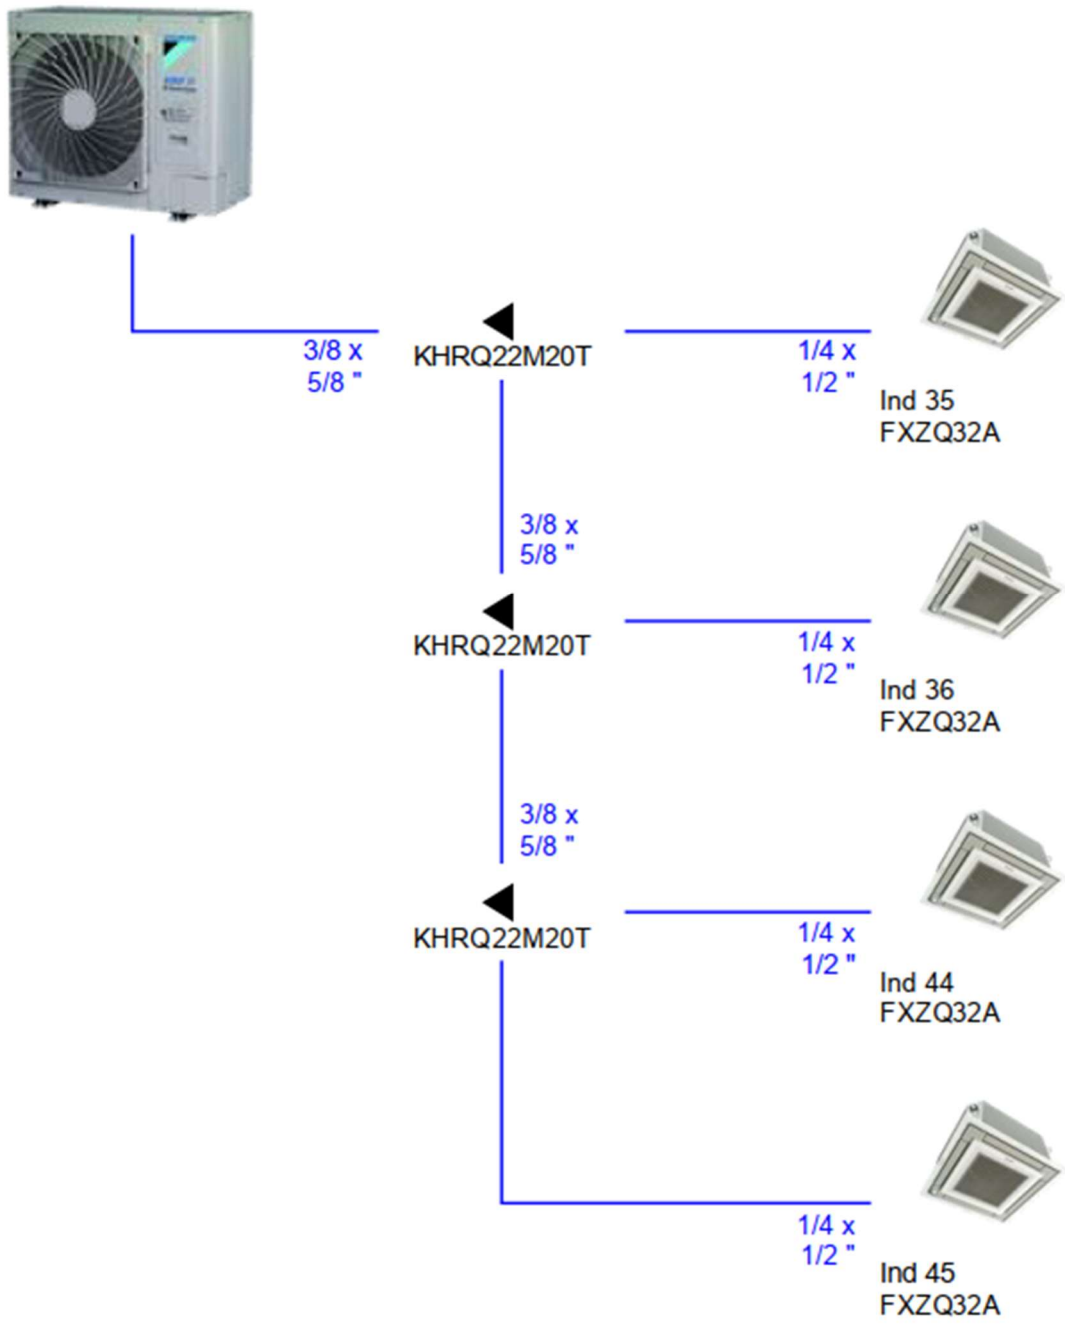 3/8 x
5/8 "
KHRQ22M20T
1/4 x
1/2 "
Ind 35
FXZQ32A
3/8 x
5/8 "
KHRQ22M20T
1/4 x
1/2 "
Ind 36
FXZQ32A
3/8 x
5/8 "
KHRQ22M20T
1/4 x
1/2 "
Ind 44
FXZQ32A
1/4 x
1/2 "
Ind 45
FXZQ32A